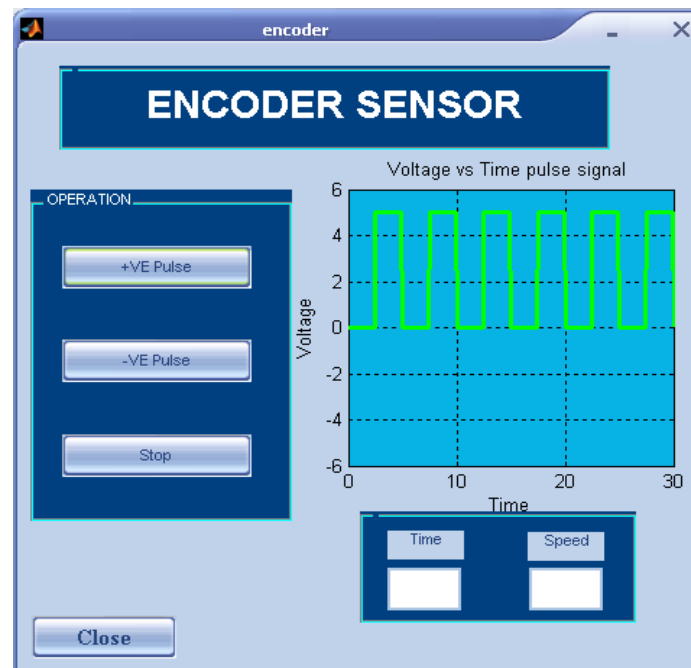 encoder
ENCODER SENSOR
OPERATION
+VE Pulse
-VE Pulse
Stop
Voltage vs Time pulse signal
Voltage
6
4
2
0
-2
-4
-6
0 10 20 30
Time
Time Speed
Close